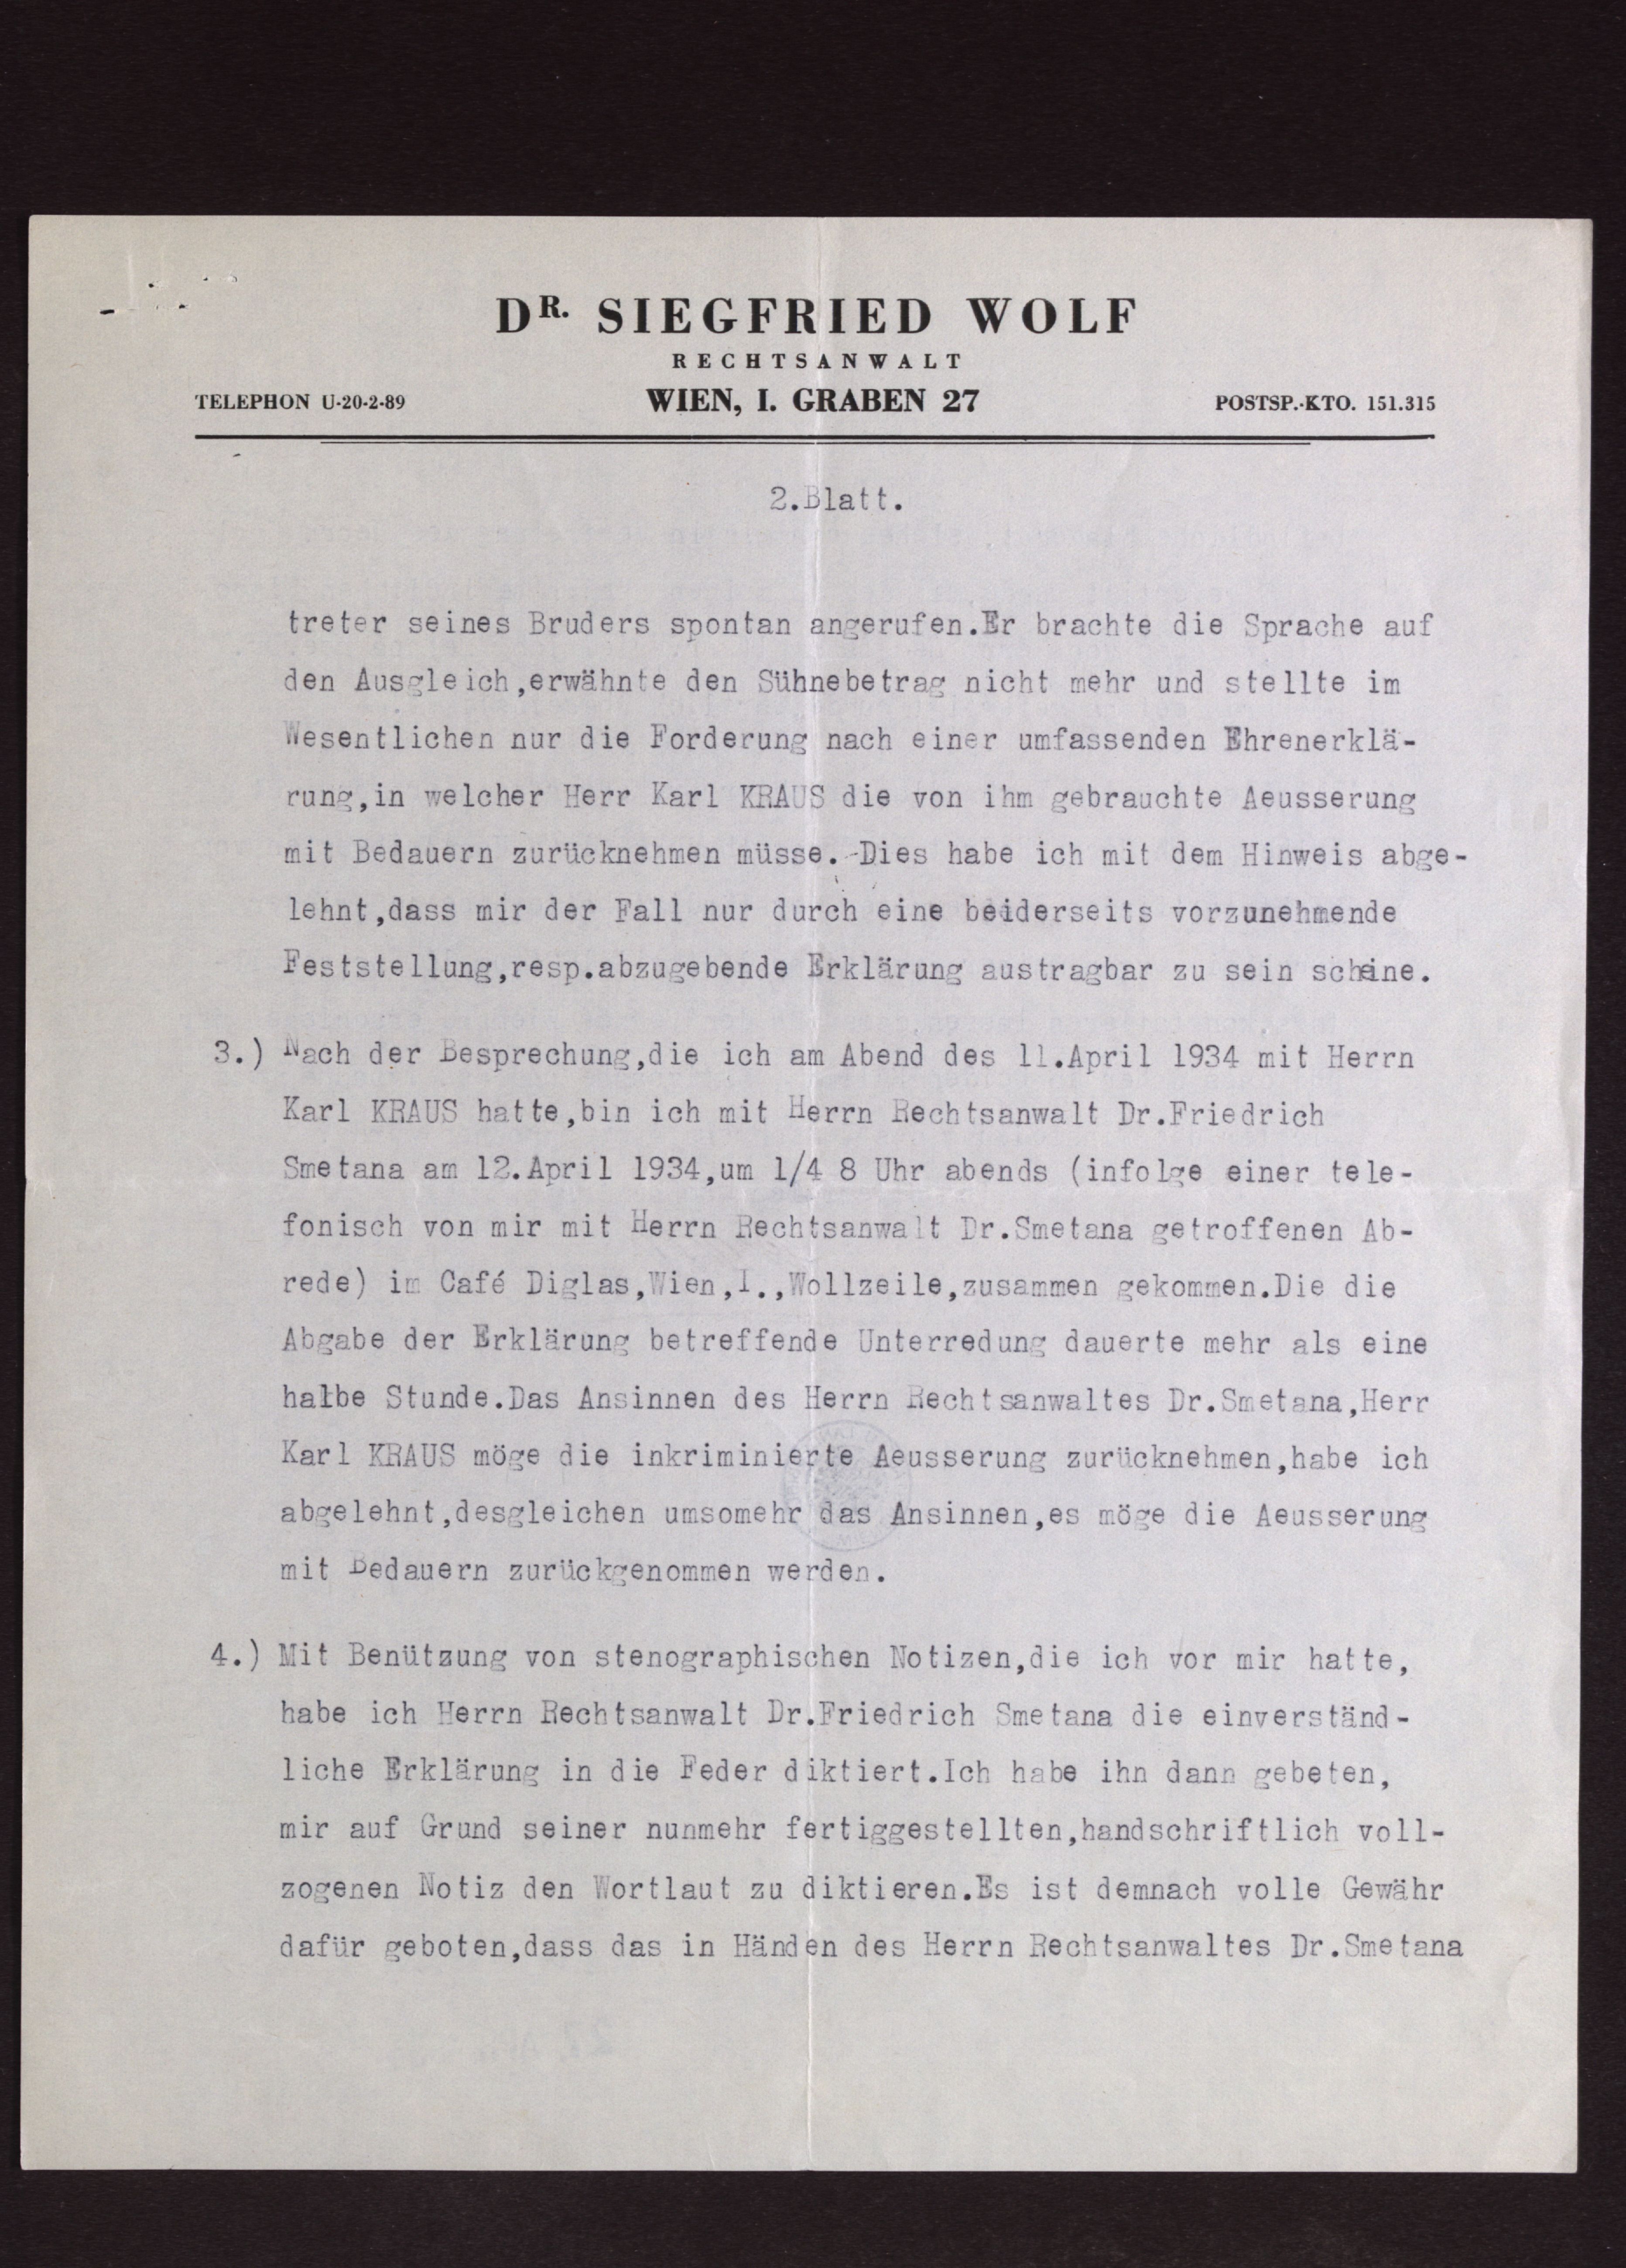 DR. SIEGFRIED WOLF
RECHTSANWALT
TELEPHON U-20-2-89 WIEN, I. GRABEN 27 POSTSP.-KTO. 151.315
2.Blatt.
treter seines Bruders spontan angerufen.Er brachte die Sprache auf
den Ausgleich,erwähnte den Sühnebetrag nicht mehr und stellte im
Wesentlichen nur die Forderung nach einer umfassenden Ehrenerklä-
rung,in welcher Herr Karl KRAUS die von ihm gebrauchte Aeusserung
mit Bedauern zurücknehmen müsse.-Dies habe ich mit dem Hinweis abge-
lehnt,dass mir der Fall nur durch eine beiderseits vorzunehmende
Feststellung,resp.abzugebende Erklärung austragbar zu sein scheine.
3.) Nach der Besprechung,die ich am Abend des 11.April 1934 mit Herrn
Karl KRAUS hatte,bin ich mit Herrn Rechtsanwalt Dr.Friedrich
Smetana am 12.April 1934,um 1/4 8 Uhr abends (infolge einer tele-
fonisch von mir mit Herrn Rechtsanwalt Dr.Smetana getroffenen Ab-
rede) im Café Diglas,Wien,I.,Wollzeile,zusammen gekommen.Die die
Abgabe der Erklärung betreffende Unterredung dauerte mehr als eine
halbe Stunde.Das Ansinnen des Herrn Rechtsanwaltes Dr.Smetana,Herr
Karl KRAUS möge die inkriminierte Aeusserung zurücknehmen,habe ich
abgelehnt,desgleichen umsomehr das Ansinnen,es möge die Aeusserung
mit Bedauern zurückgenommen werden.
4.) Mit Benützung von stenographischen Notizen,die ich vor mir hatte,
habe ich Herrn Rechtsanwalt Dr.Friedrich Smetana die einverständ-
liche Erklärung in die Feder diktiert.Ich habe ihn dann gebeten,
mir auf Grund seiner nunmehr fertiggestellten,handschriftlich voll-
zogenen Notiz den Wortlaut zu diktieren.Es ist demnach volle Gewähr
dafür geboten,dass das in Händen des Herrn Rechtsanwaltes Dr.Smetana